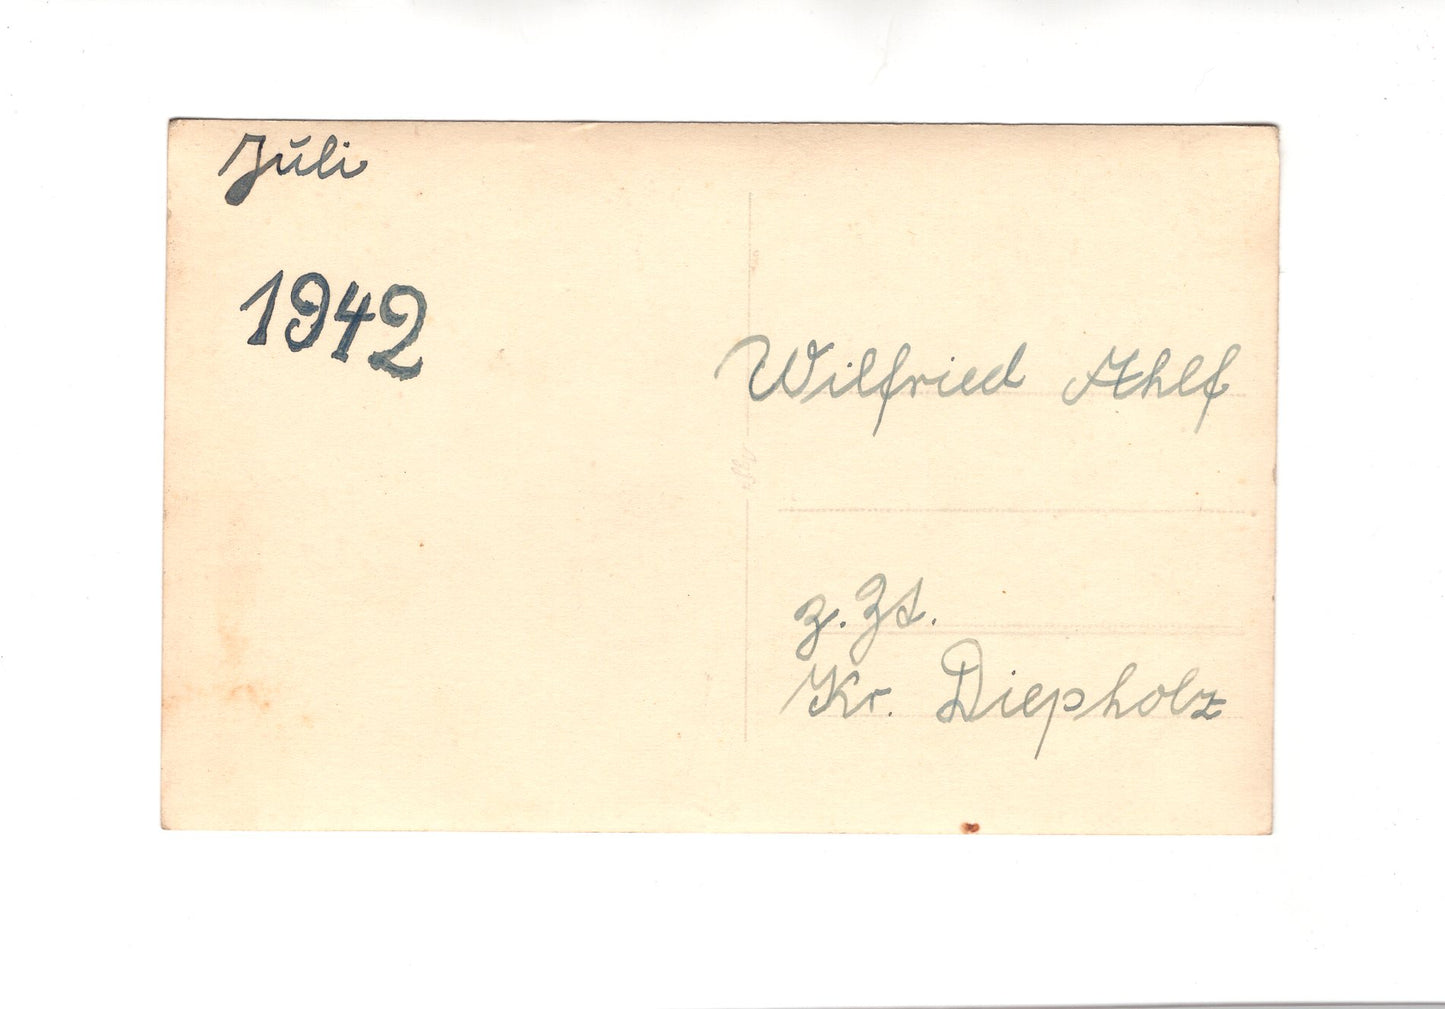 Juli
1942
Wilfried Ahlf
z. Zt.
Kr. Diepholz